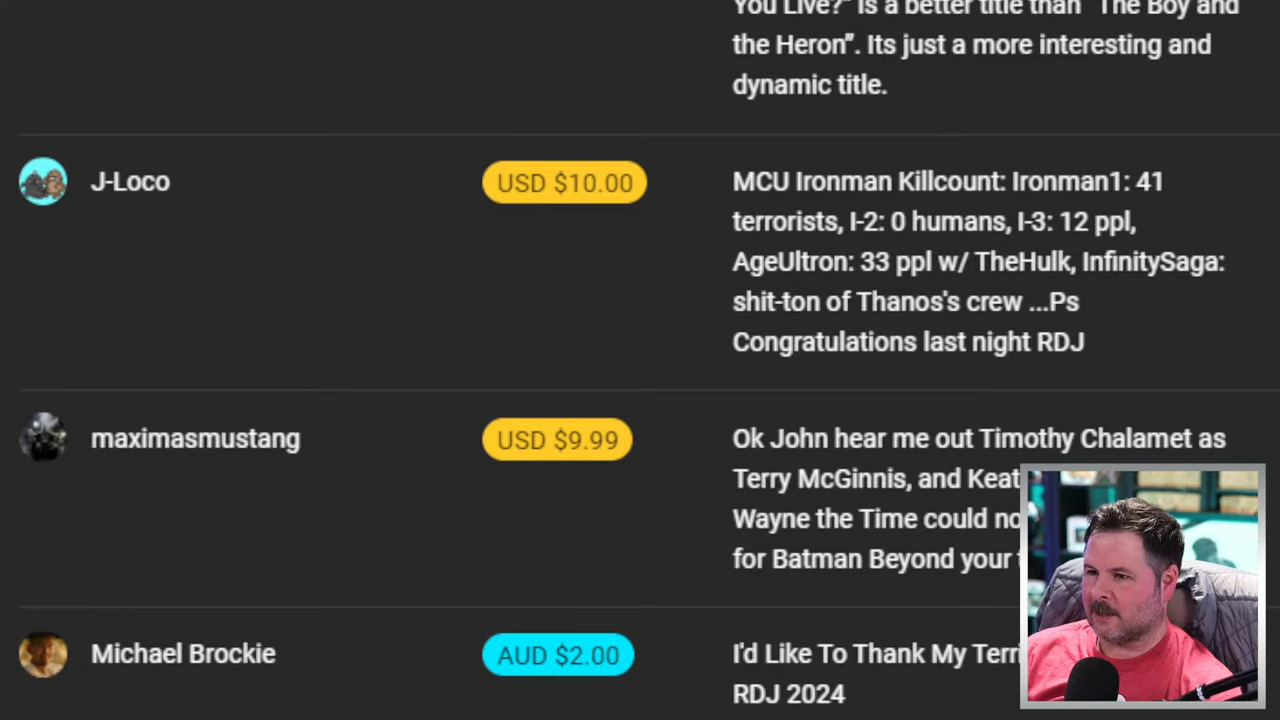 You Live?" is a better title than "The Boy and
the Heron". Its just a more interesting and
dynamic title.
J-Loco
USD $10.00
MCU Ironman Killcount: Ironman1: 41
terrorists, I-2: 0 humans, I-3: 12 ppl,
AgeUltron: 33 ppl w/ TheHulk, InfinitySaga:
shit-ton of Thanos's crew ...Ps
Congratulations last night RDJ
maximasmustang
USD $9.99
Ok John hear me out Timothy Chalamet as
Terry McGinnis, and
Wayne the Time could
for Batman Beyond your
Michael Brockie
AUD $2.00
I'd Like To Thank My
RDJ 2024